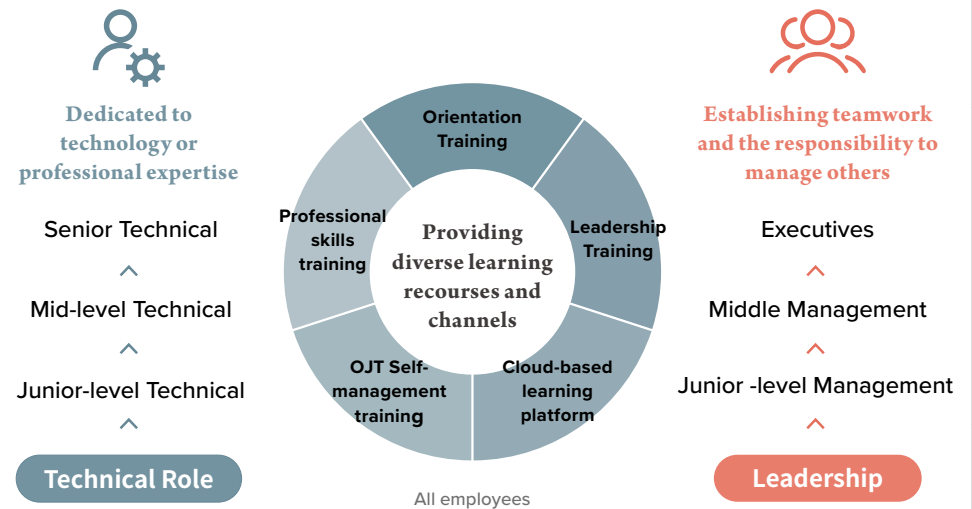 Dedicated to
technology or
professional expertise
Senior Technical
Mid-level Technical
Junior-level Technical
Technical Role
Orientation
Training
Professional
skills
training
Leadership
Training
Providing
diverse learning
recourses and
channels
OJT Self-
management
training
Cloud-based
learning
platform
All employees
Establishing teamwork
and the responsibility to
manage others
Executives
Middle Management
Junior -level Management
Leadership